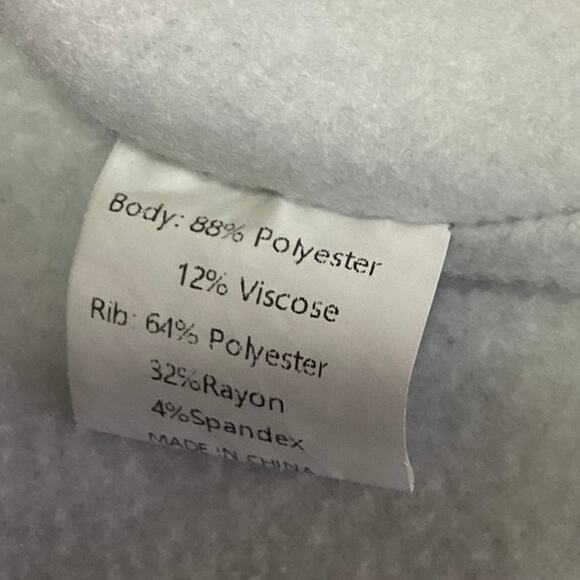 Body: 88% Polyester
12% Viscose
Rib: 64% Polyester
32%Rayon
4%Spandex
MADE IN CHINA